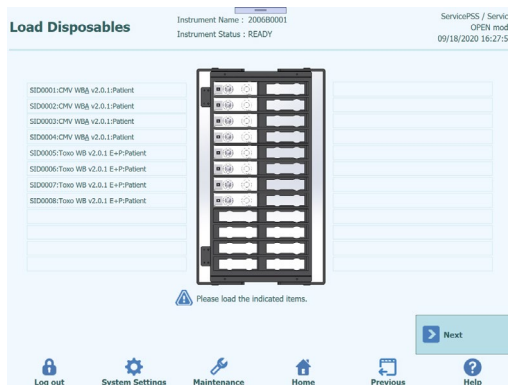 Load Disposables
Instrument Name : 2006B0001
Instrument Status : READY
ServicePSS / Servic
OPEN mod
09/18/2020 16:27:5
SID0001:CMV WBA v2.0.1:Patient
SID0002:CMV WBA v2.0.1:Patient
SID0003:CMV WBA v2.0.1:Patient
SID0004:CMV WBA v2.0.1:Patient
SID0005:Toxo WB v2.0.1 E+P:Patient
SID0006:Toxo WB v2.0.1 E+P:Patient
SID0007:Toxo WB v2.0.1 E+P:Patient
SID0008:Toxo WB v2.0.1 E+P:Patient
Please load the indicated items.
Next
Log out System Settings Maintenance Home Previous Help